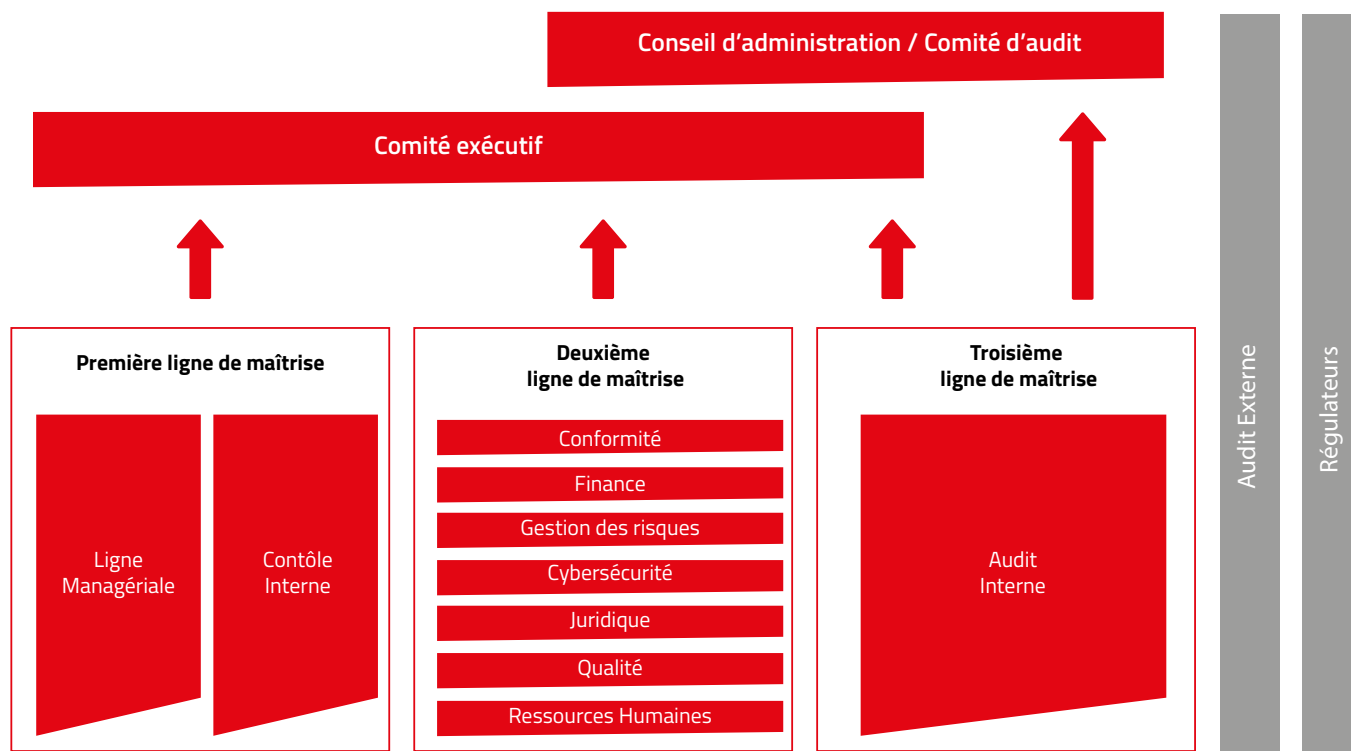 Conseil d’administration / Comité d’audit
Comité exécutif
Première ligne de maîtrise
Ligne
Managériale
Contôle
Interne
Deuxième
ligne de maîtrise
Conformité
Finance
Gestion des risques
Cybersécurité
Juridique
Qualité
Ressources Humaines
Troisième
ligne de maîtrise
Audit
Interne
Audit Externe
Régulateurs